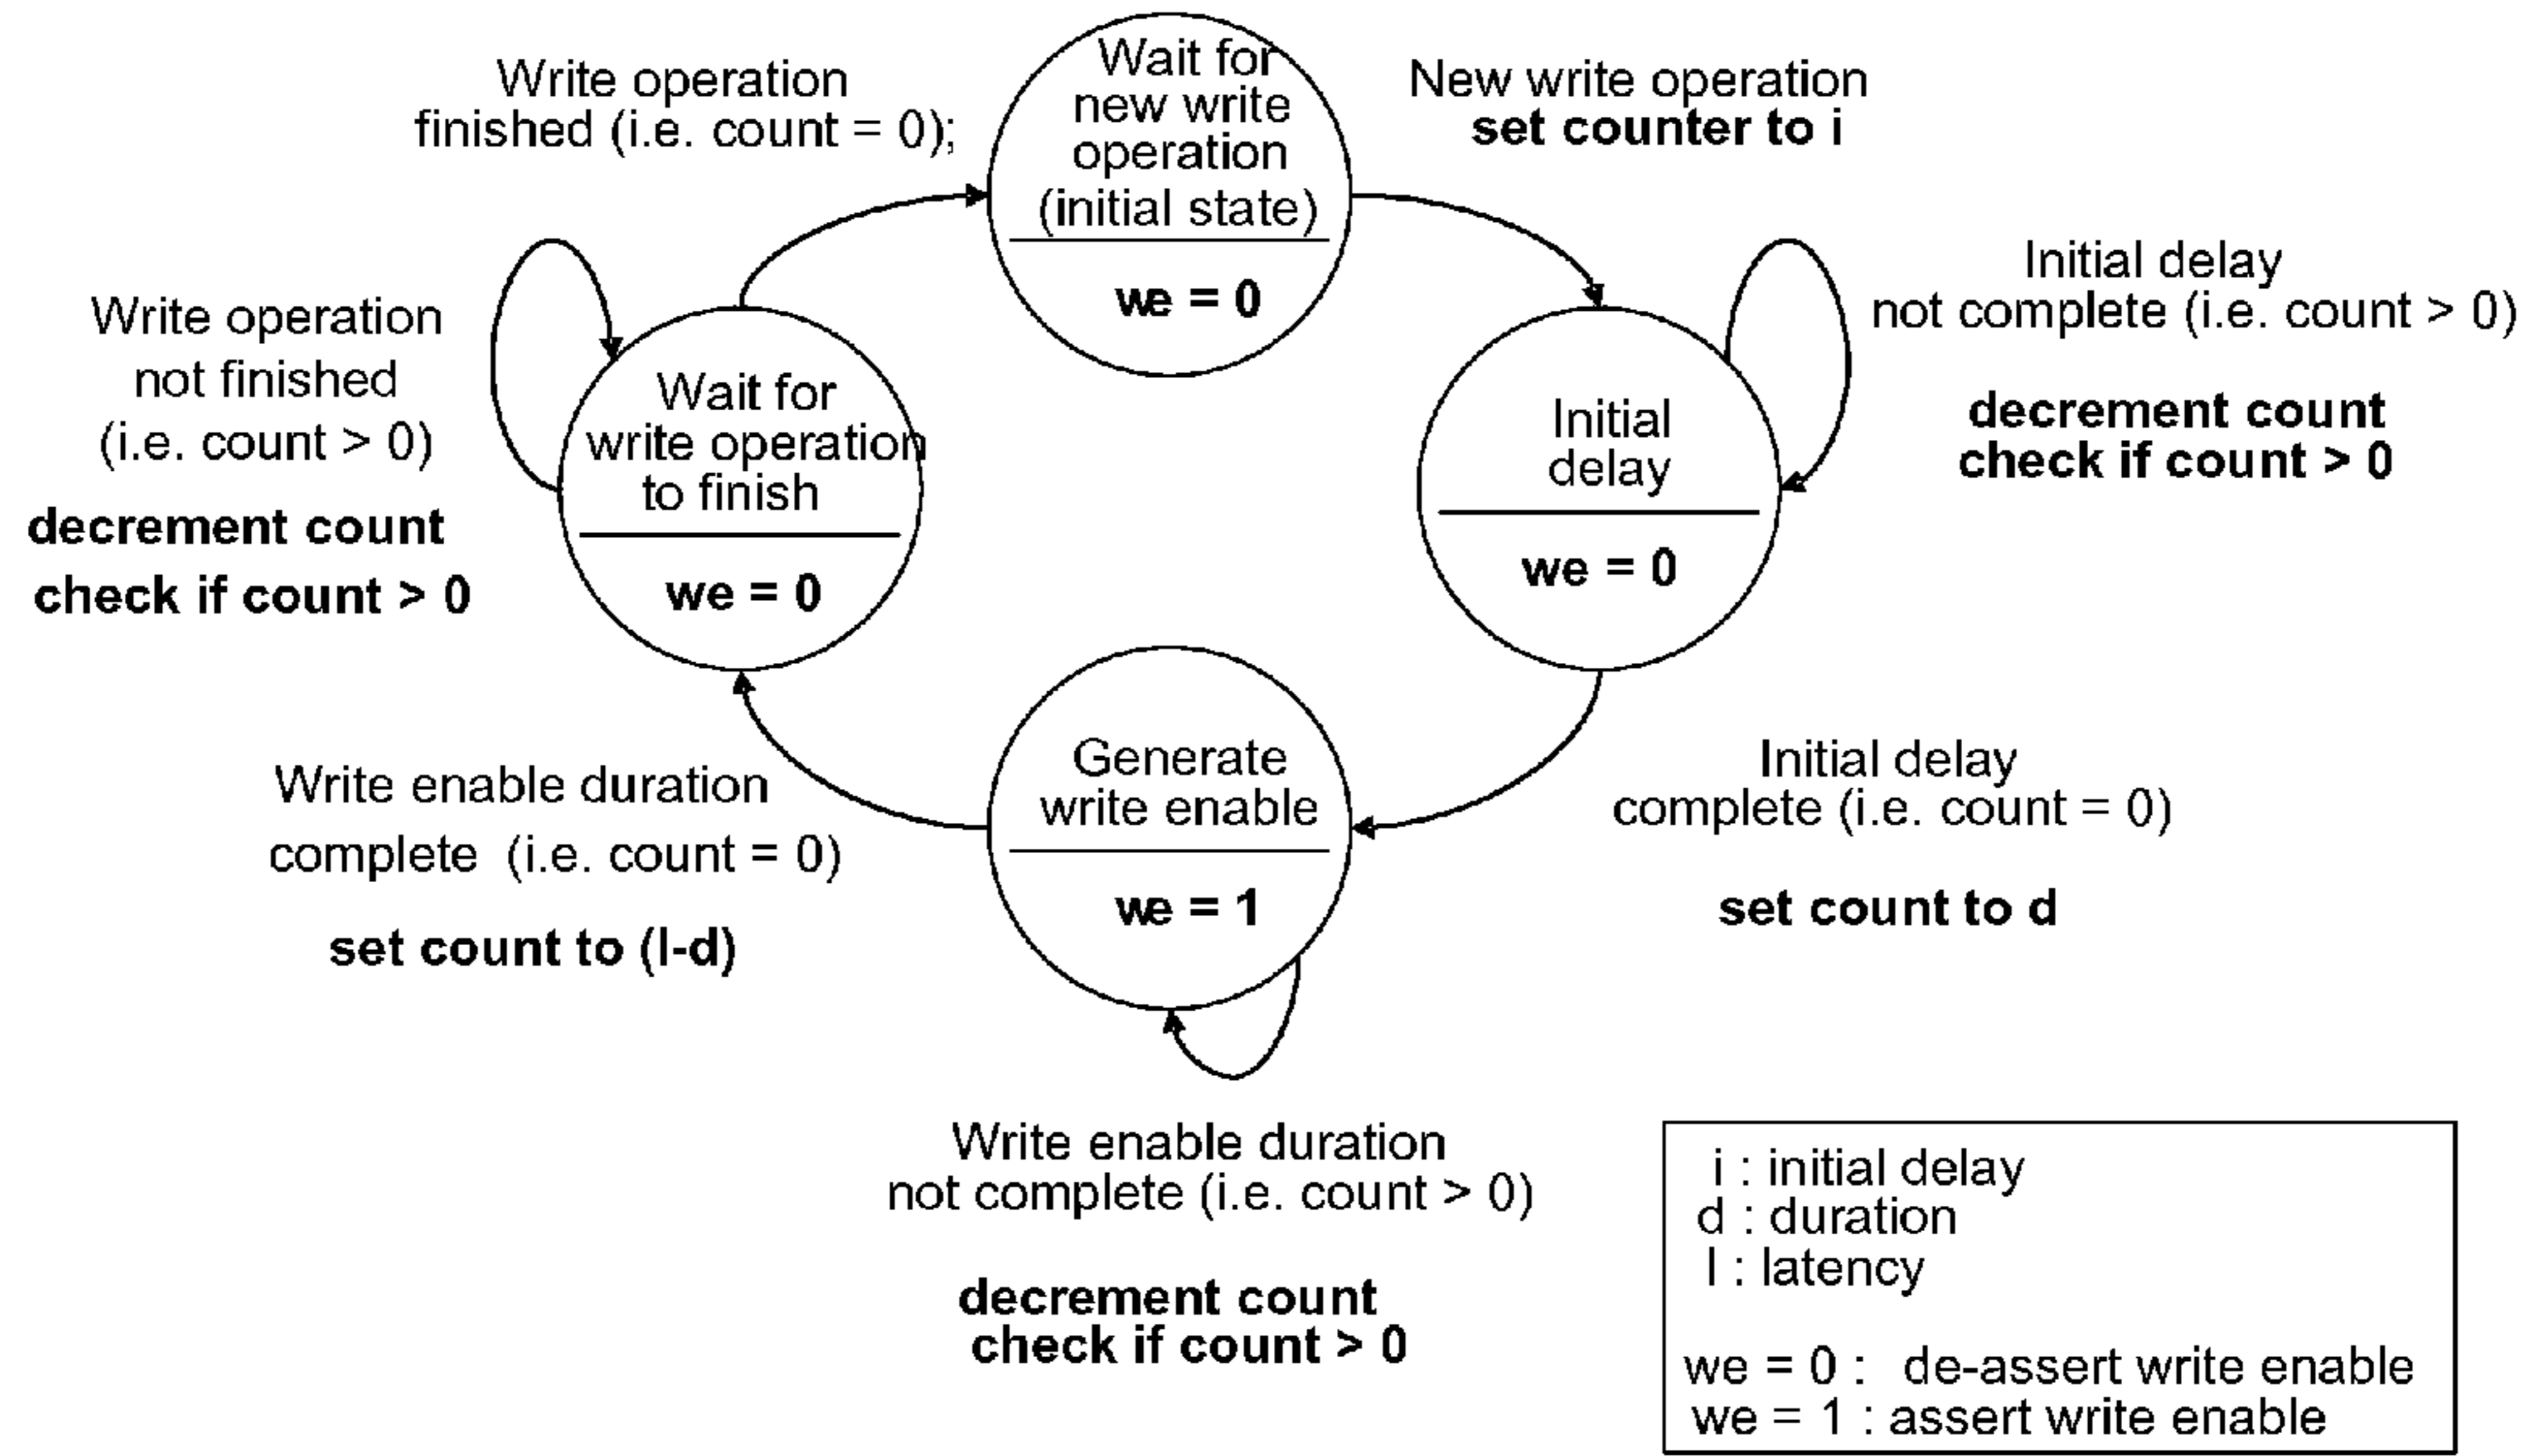 Write operation
finished (i.e. count = 0);
Wait for
new write
operation
(initial state)
we = 0
New write operation
set counter to i
Initial delay
not complete (i.e. count > 0)
decrement count
check if count > 0
Write operation
not finished
(i.e. count > 0)
decrement count
check if count > 0
Wait for
write operation
to finish
we = 0
Initial
delay
we = 0
Generate
write enable
we = 1
Initial delay
complete (i.e. count = 0)
set count to d
Write enable duration
complete (i.e. count = 0)
set count to (l-d)
Write enable duration
not complete (i.e. count > 0)
decrement count
check if count > 0
i : initial delay
d : duration
l : latency
we = 0 : de-assert write enable
we = 1 : assert write enable